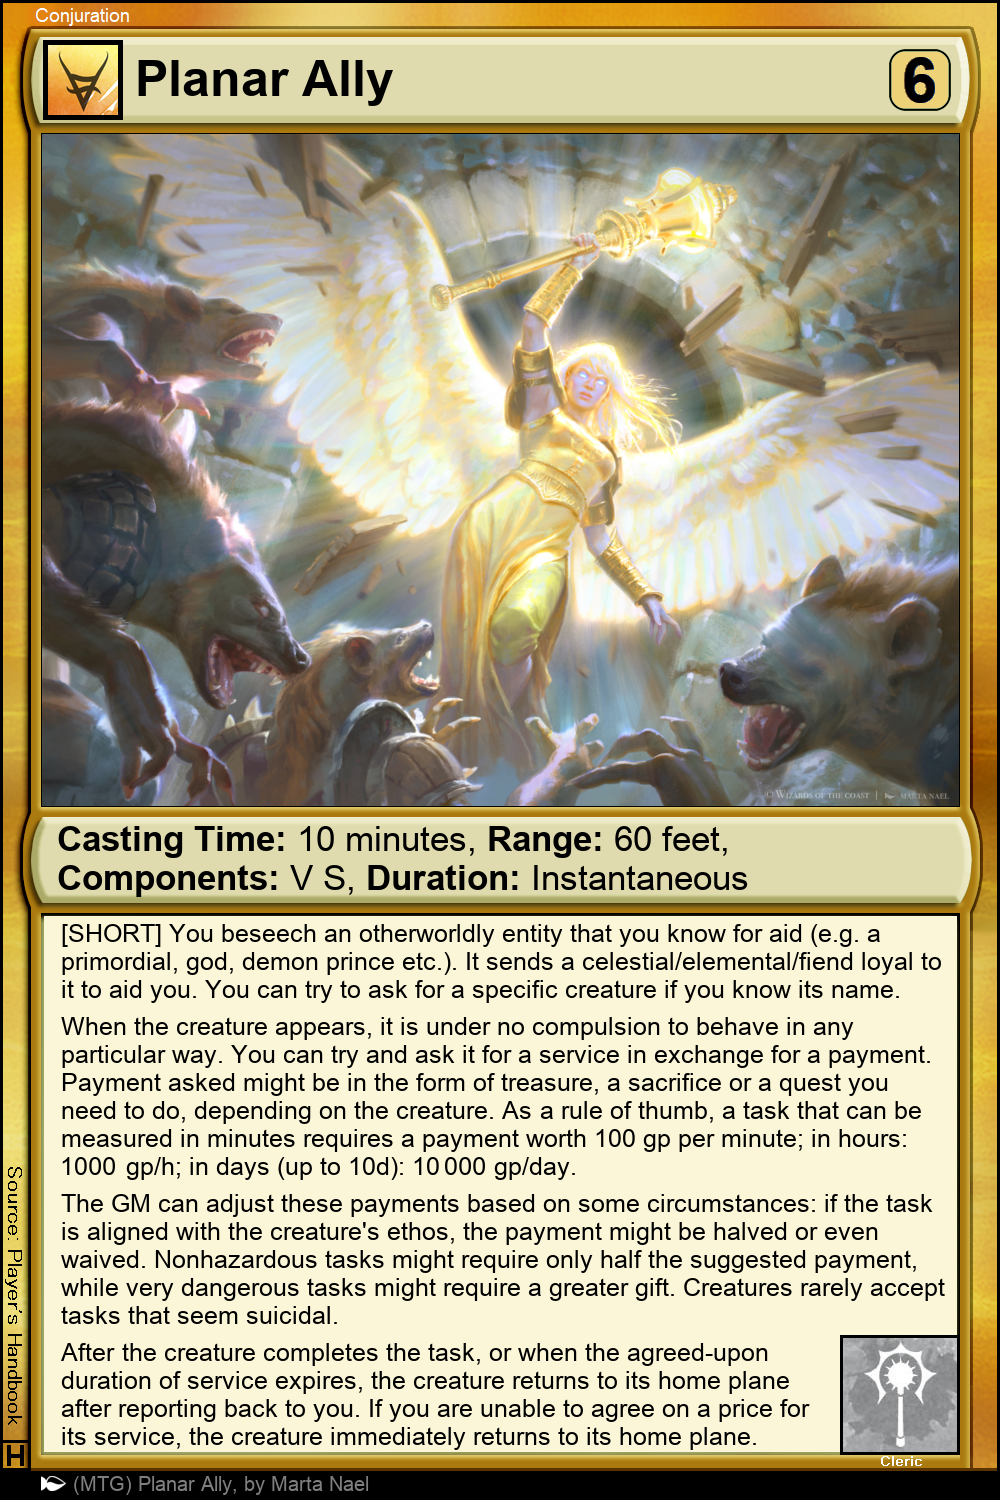 Conjuration
Planar Ally
6
© WIZARDS OF THE COAST | MARTA NAEL
Casting Time: 10 minutes, Range: 60 feet,
Components: V S, Duration: Instantaneous
[SHORT] You beseech an otherworldly entity that you know for aid (e.g. a
primordial, god, demon prince etc.). It sends a celestial/elemental/fiend loyal to
it to aid you. You can try to ask for a specific creature if you know its name.
When the creature appears, it is under no compulsion to behave in any
particular way. You can try and ask it for a service in exchange for a payment.
Payment asked might be in the form of treasure, a sacrifice or a quest you
need to do, depending on the creature. As a rule of thumb, a task that can be
measured in minutes requires a payment worth 100 gp per minute; in hours:
1000 gp/h; in days (up to 10d): 10 000 gp/day.
The GM can adjust these payments based on some circumstances: if the task
is aligned with the creature's ethos, the payment might be halved or even
waived. Nonhazardous tasks might require only half the suggested payment,
while very dangerous tasks might require a greater gift. Creatures rarely accept
tasks that seem suicidal.
After the creature completes the task, or when the agreed-upon
duration of service expires, the creature returns to its home plane
after reporting back to you. If you are unable to agree on a price for
its service, the creature immediately returns to its home plane.
Cleric
Source: Player's Handbook
H
(MTG) Planar Ally, by Marta Nael